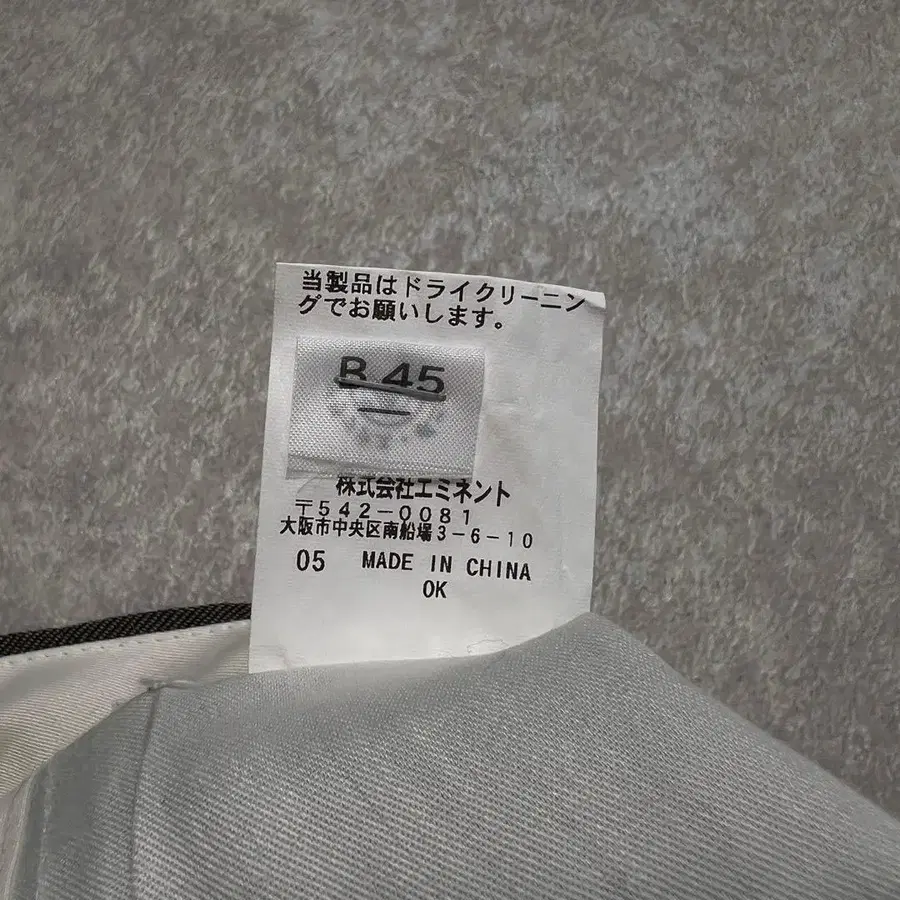 当製品はドライクリーニン
グでお願いします。
B 45
株式会社エミネント
〒542-0081
大阪市中央区南船場3-6-10
05 MADE IN CHINA
OK